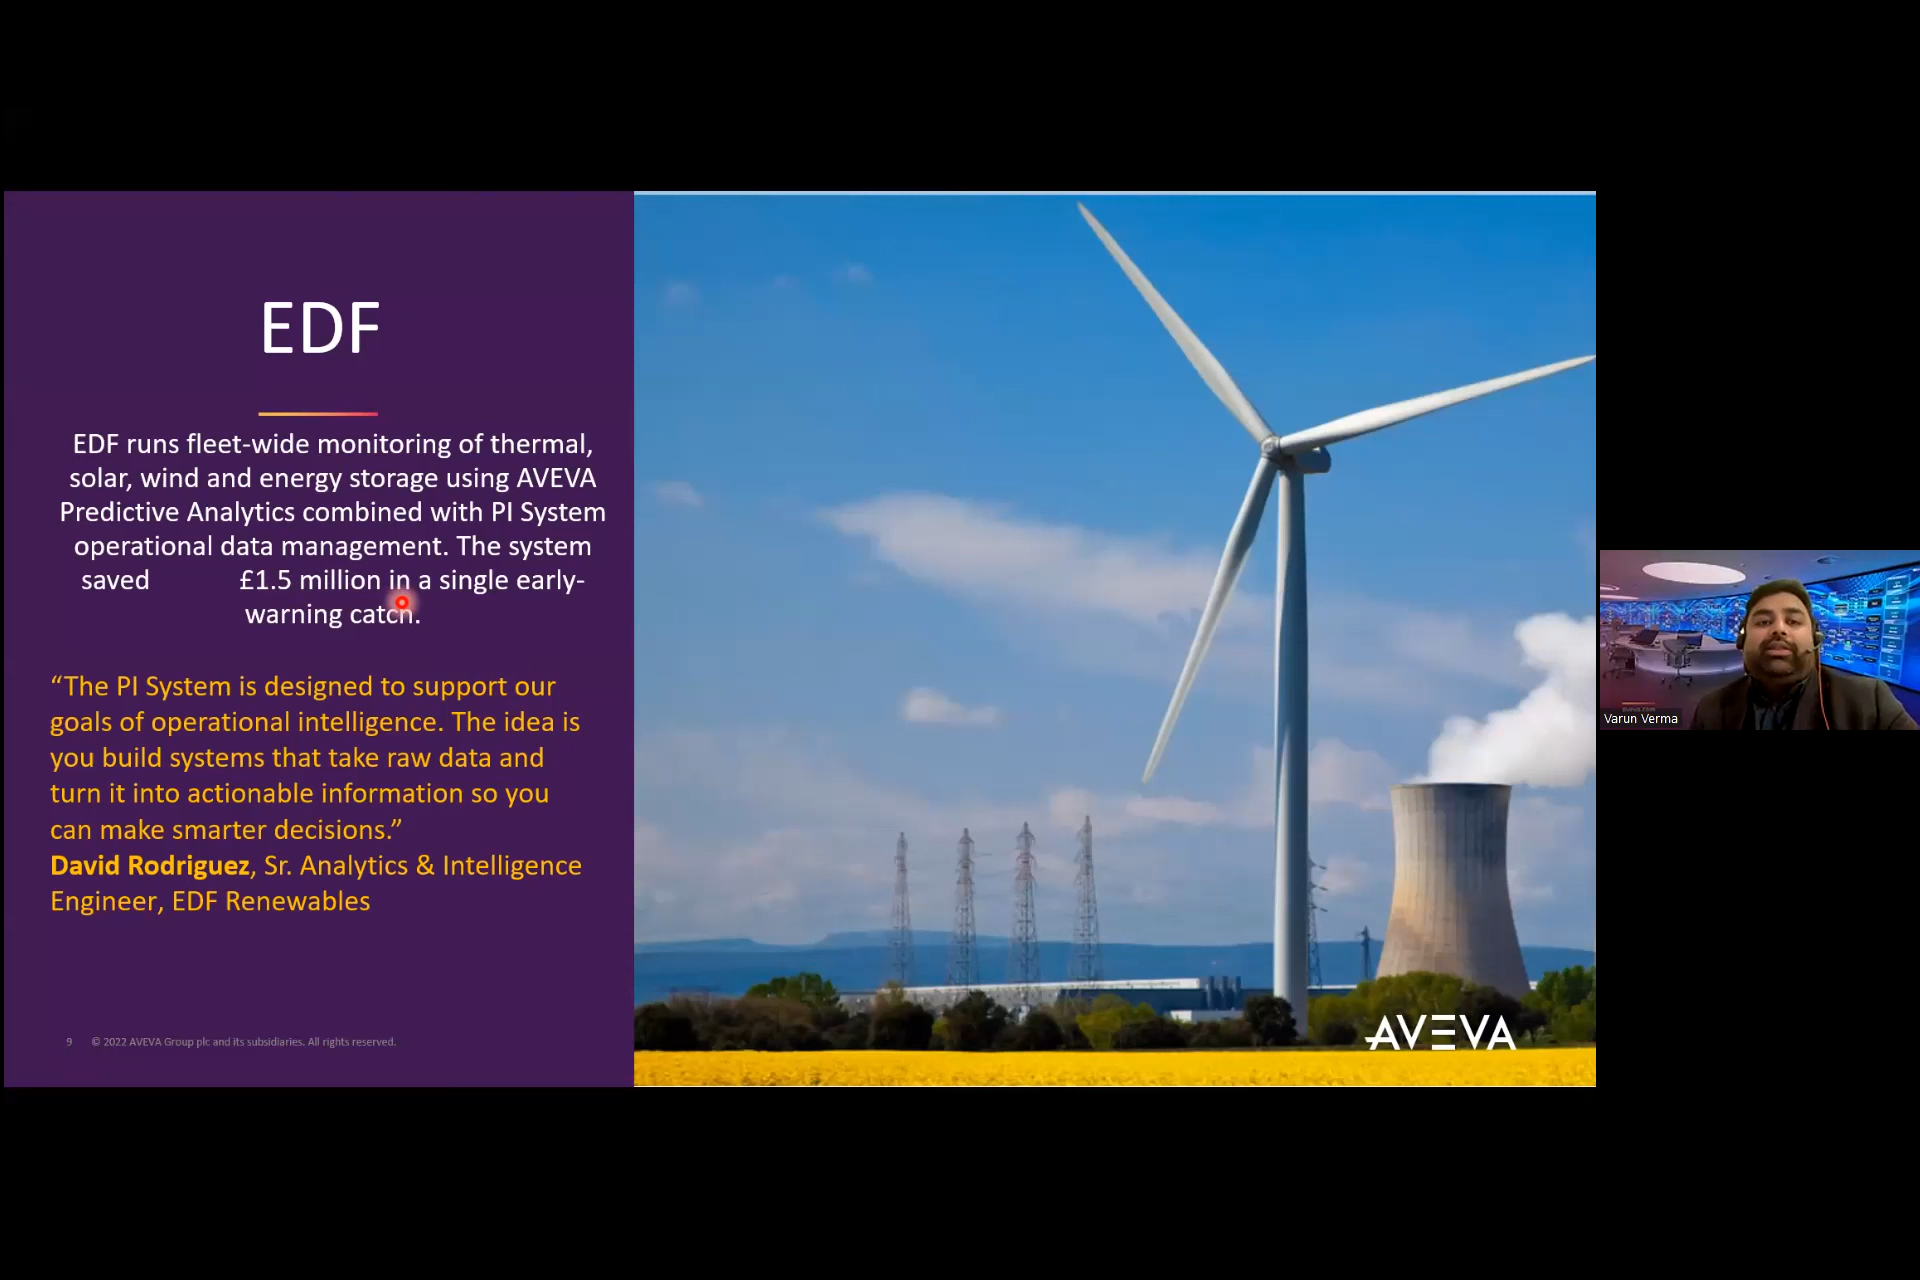 EDF
EDF runs fleet-wide monitoring of thermal,
solar, wind and energy storage using AVEVA
Predictive Analytics combined with PI System
operational data management. The system
saved £1.5 million in a single early-
warning catch.
“The PI System is designed to support our
goals of operational intelligence. The idea is
you build systems that take raw data and
turn it into actionable information so you
can make smarter decisions.”
David Rodriguez, Sr. Analytics & Intelligence
Engineer, EDF Renewables
9 © 2022 AVEVA Group plc and its subsidiaries. All rights reserved.
AVEVA
Varun Verma